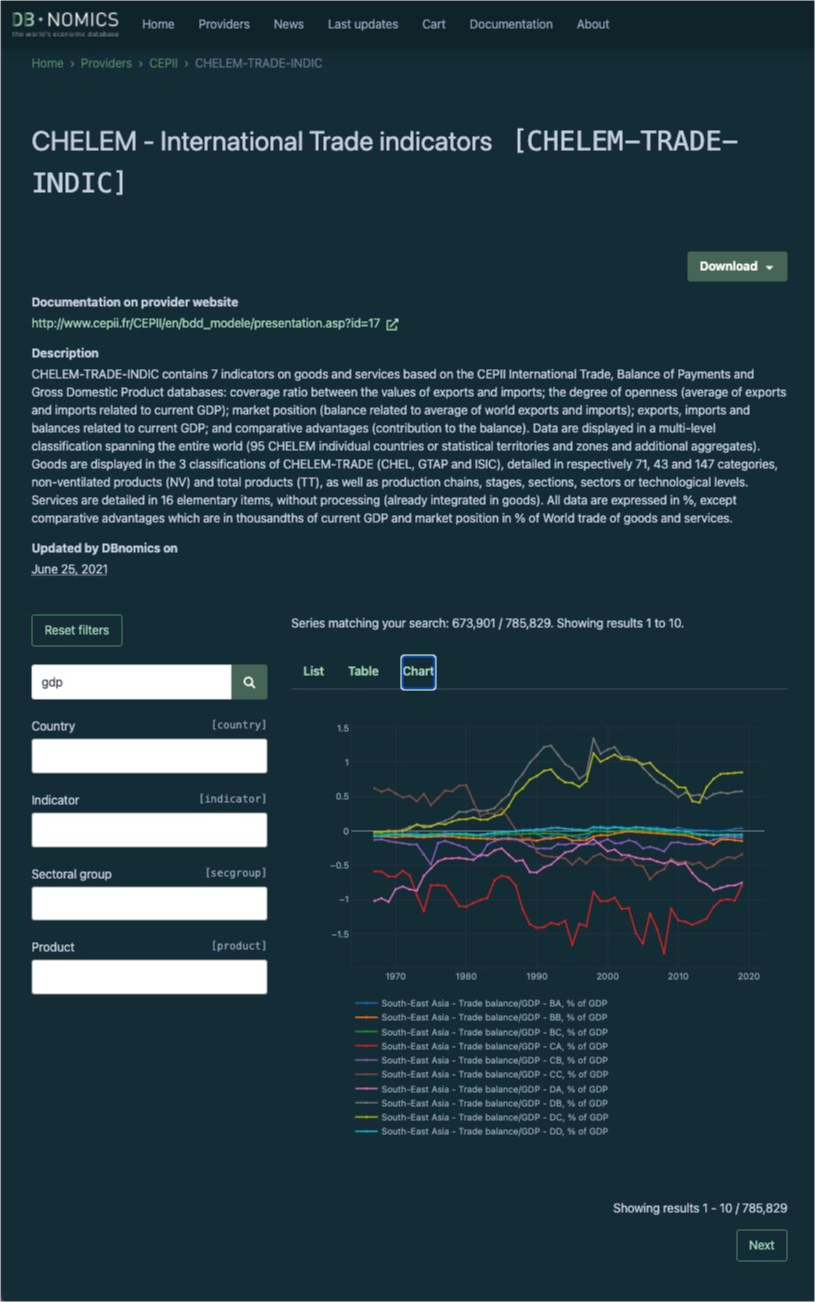 DB·NOMICS
the world's economic database
Home Providers News Last updates Cart Documentation About
Home › Providers › CEPII › CHELEM-TRADE-INDIC
CHELEM - International Trade indicators [CHELEM-TRADE-
INDIC]
Download
Documentation on provider website
http://www.cepii.fr/CEPII/en/bdd_modele/presentation.asp?id=17
Description
CHELEM-TRADE-INDIC contains 7 indicators on goods and services based on the CEPII International Trade, Balance of Payments and
Gross Domestic Product databases: coverage ratio between the values of exports and imports; the degree of openness (average of exports
and imports related to current GDP); market position (balance related to average of world exports and imports); exports, imports and
balances related to current GDP; and comparative advantages (contribution to the balance). Data are displayed in a multi-level
classification spanning the entire world (95 CHELEM individual countries or statistical territories and zones and additional aggregates).
Goods are displayed in the 3 classifications of CHELEM-TRADE (CHEL, GTAP and ISIC), detailed in respectively 71, 43 and 147 categories,
non-ventilated products (NV) and total products (TT), as well as production chains, stages, sections, sectors or technological levels.
Services are detailed in 16 elementary items, without processing (already integrated in goods). All data are expressed in %, except
comparative advantages which are in thousandths of current GDP and market position in % of World trade of goods and services.
Updated by DBnomics on
June 25, 2021
Reset filters
gdp
Country [country]
Indicator [indicator]
Sectoral group [secgroup]
Product [product]
Series matching your search: 673,901 / 785,829. Showing results 1 to 10.
List Table Chart
1.5
1
0.5
0
−0.5
−1
−1.5
1970 1980 1990 2000 2010 2020
South-East Asia - Trade balance/GDP - BA, % of GDP
South-East Asia - Trade balance/GDP - BB, % of GDP
South-East Asia - Trade balance/GDP - BC, % of GDP
South-East Asia - Trade balance/GDP - CA, % of GDP
South-East Asia - Trade balance/GDP - CB, % of GDP
South-East Asia - Trade balance/GDP - CC, % of GDP
South-East Asia - Trade balance/GDP - DA, % of GDP
South-East Asia - Trade balance/GDP - DB, % of GDP
South-East Asia - Trade balance/GDP - DC, % of GDP
South-East Asia - Trade balance/GDP - DD, % of GDP
Showing results 1 - 10 / 785,829
Next